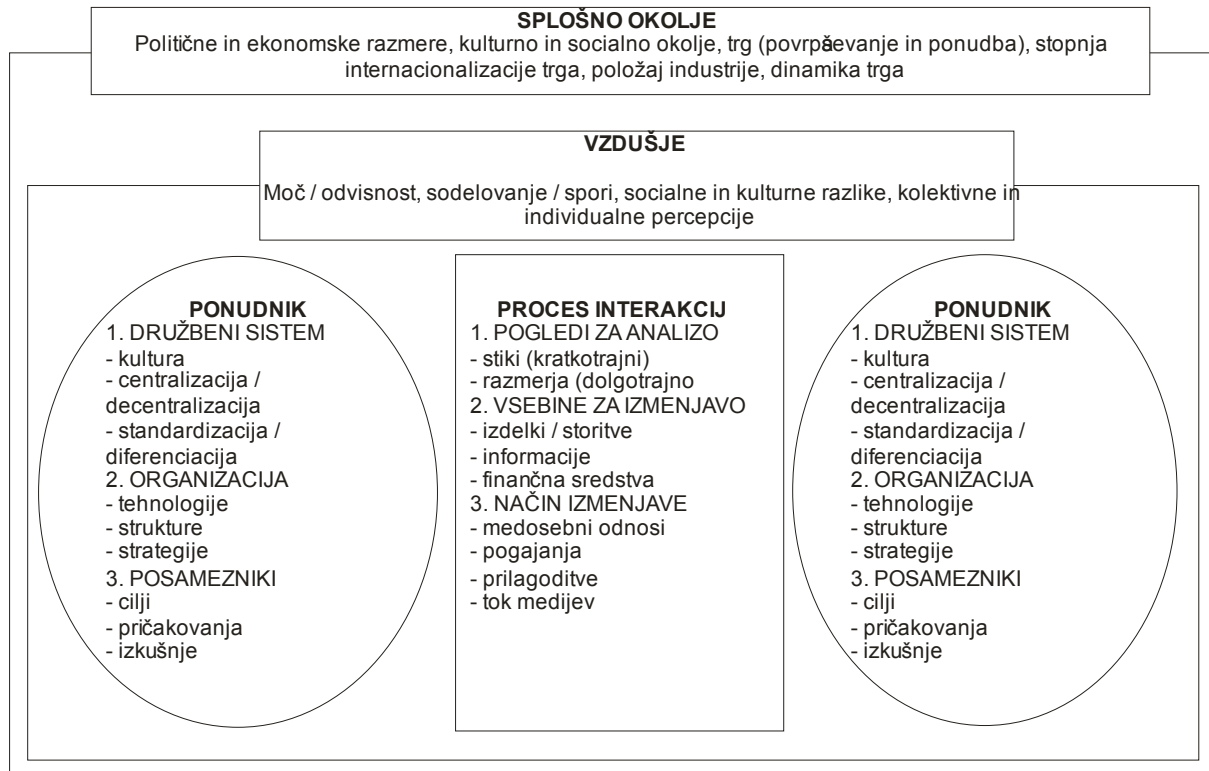 SPLOŠNO OKOLJE
Politične in ekonomske razmere, kulturno in socialno okolje, trg (povrpševanje in ponudba), stopnja
internacionalizacije trga, položaj industrije, dinamika trga
VZDUŠJE
Moč / odvisnost, sodelovanje / spori, socialne in kulturne razlike, kolektivne in
individualne percepcije
PONUDNIK
1. DRUŽBENI SISTEM
- kultura
- centralizacija /
decentralizacija
- standardizacija /
diferenciacija
2. ORGANIZACIJA
- tehnologije
- strukture
- strategije
3. POSAMEZNIKI
- cilji
- pričakovanja
- izkušnje
PROCES INTERAKCIJ
1. POGLEDI ZA ANALIZO
- stiki (kratkotrajni)
- razmerja (dolgotrajno
2. VSEBINE ZA IZMENJAVO
- izdelki / storitve
- informacije
- finančna sredstva
3. NAČIN IZMENJAVE
- medosebni odnosi
- pogajanja
- prilagoditve
- tok medijev
PONUDNIK
1. DRUŽBENI SISTEM
- kultura
- centralizacija /
decentralizacija
- standardizacija /
diferenciacija
2. ORGANIZACIJA
- tehnologije
- strukture
- strategije
3. POSAMEZNIKI
- cilji
- pričakovanja
- izkušnje